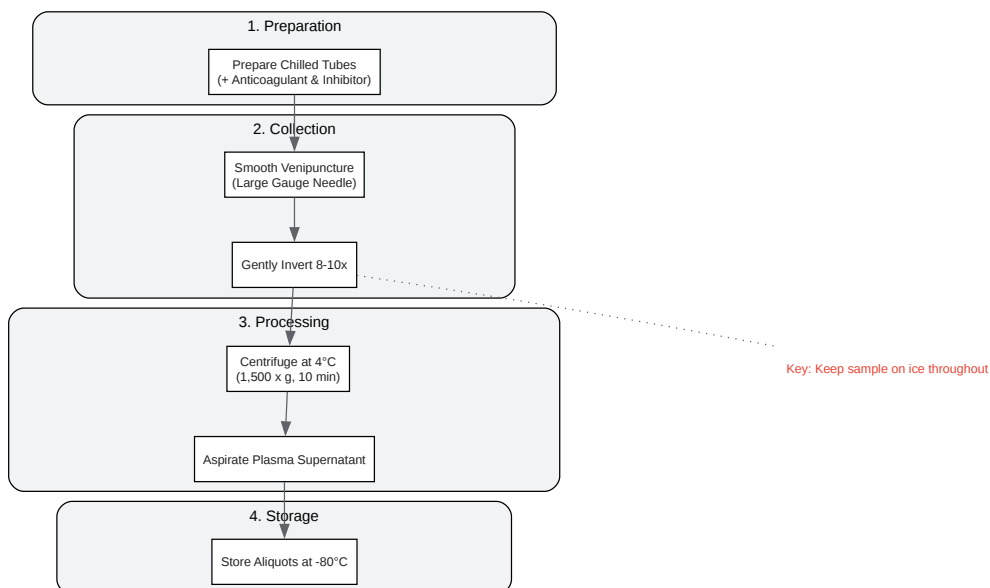 1. Preparation
Prepare Chilled Tubes
(+ Anticoagulant & Inhibitor)
2. Collection
Smooth Venipuncture
(Large Gauge Needle)
Gently Invert 8-10x
3. Processing
Centrifuge at 4°C
(1,500 x g, 10 min)
Key: Keep sample on ice throughout
Aspirate Plasma Supernatant
4. Storage
Store Aliquots at -80°C